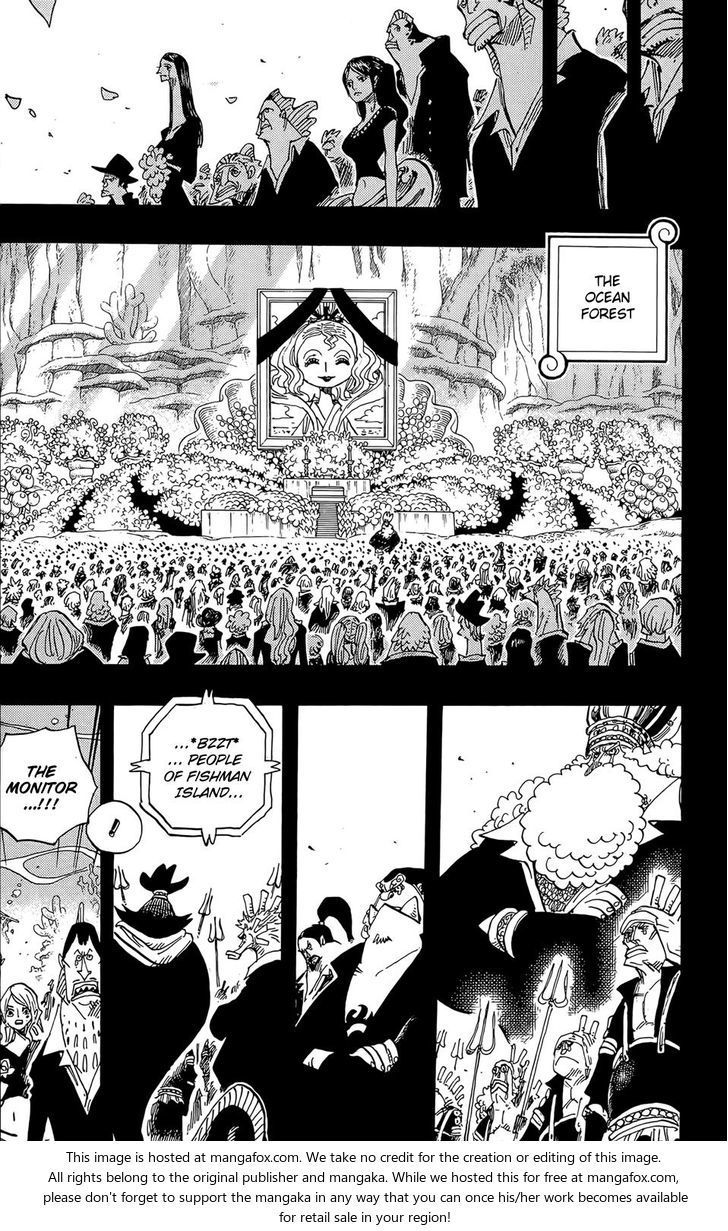 THE
OCEAN
FOREST
...*BZZT*
... PEOPLE
OF FISHMAN
ISLAND...
!
THE
MONITOR
...!!!
This image is hosted at mangafox.com. We take no credit for the creation or editing of this image.
All rights belong to the original publisher and mangaka. While we hosted this for free at mangafox.com,
please don't forget to support the mangaka in any way that you can once his/her work becomes available
for retail sale in your region!